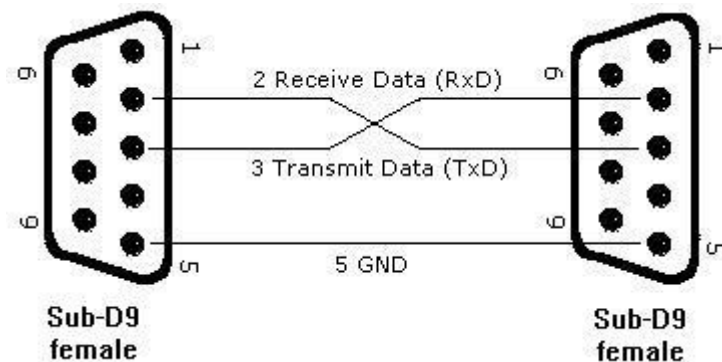 1
6
2 Receive Data (RxD)
3 Transmit Data (TxD)
9
5
5 GND
Sub-D9
female
1
6
9
5
Sub-D9
female